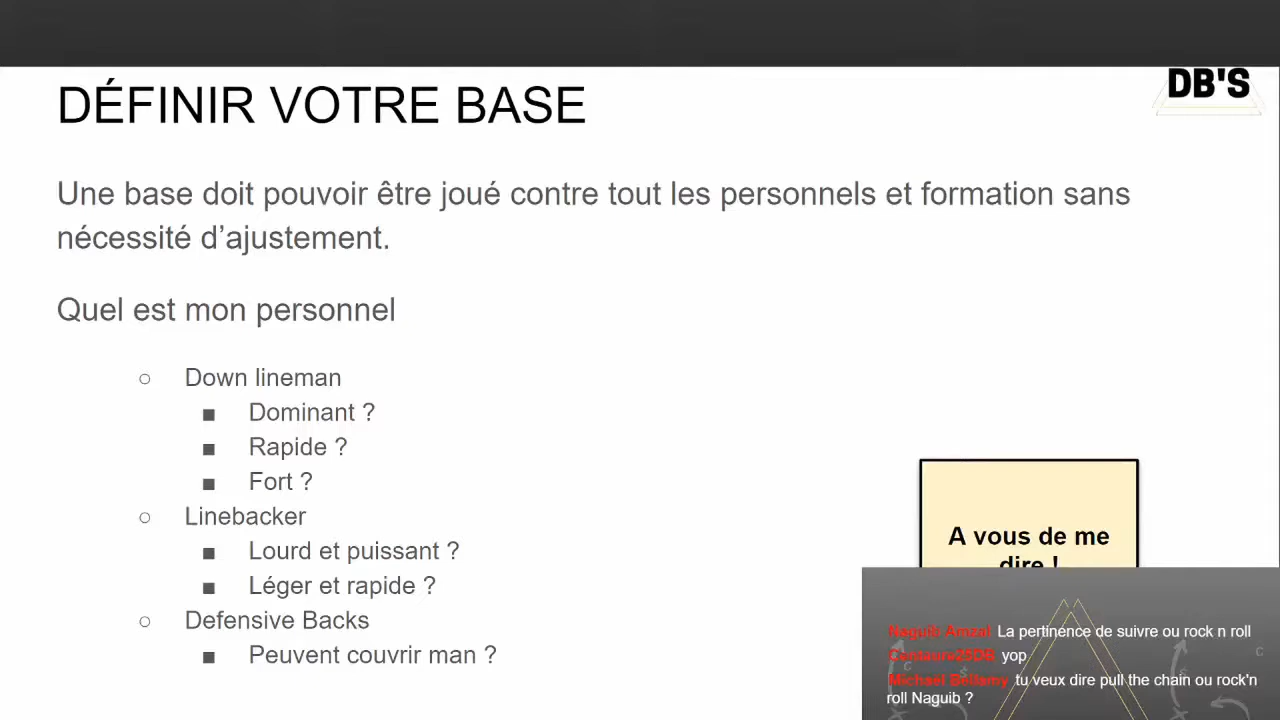 DB'S
DÉFINIR VOTRE BASE
Une base doit pouvoir être joué contre tout les personnels et formation sans
nécessité d’ajustement.
Quel est mon personnel
○ Down lineman
■ Dominant ?
■ Rapide ?
■ Fort ?
○ Linebacker
■ Lourd et puissant ?
■ Léger et rapide ?
○ Defensive Backs
■ Peuvent couvrir man ?
A vous de me
dire !
Naguib Amzal La pertinence de suivre ou rock n roll
yop
Michael Bellamy tu veux dire pull the chain ou rock'n
roll Naguib ?